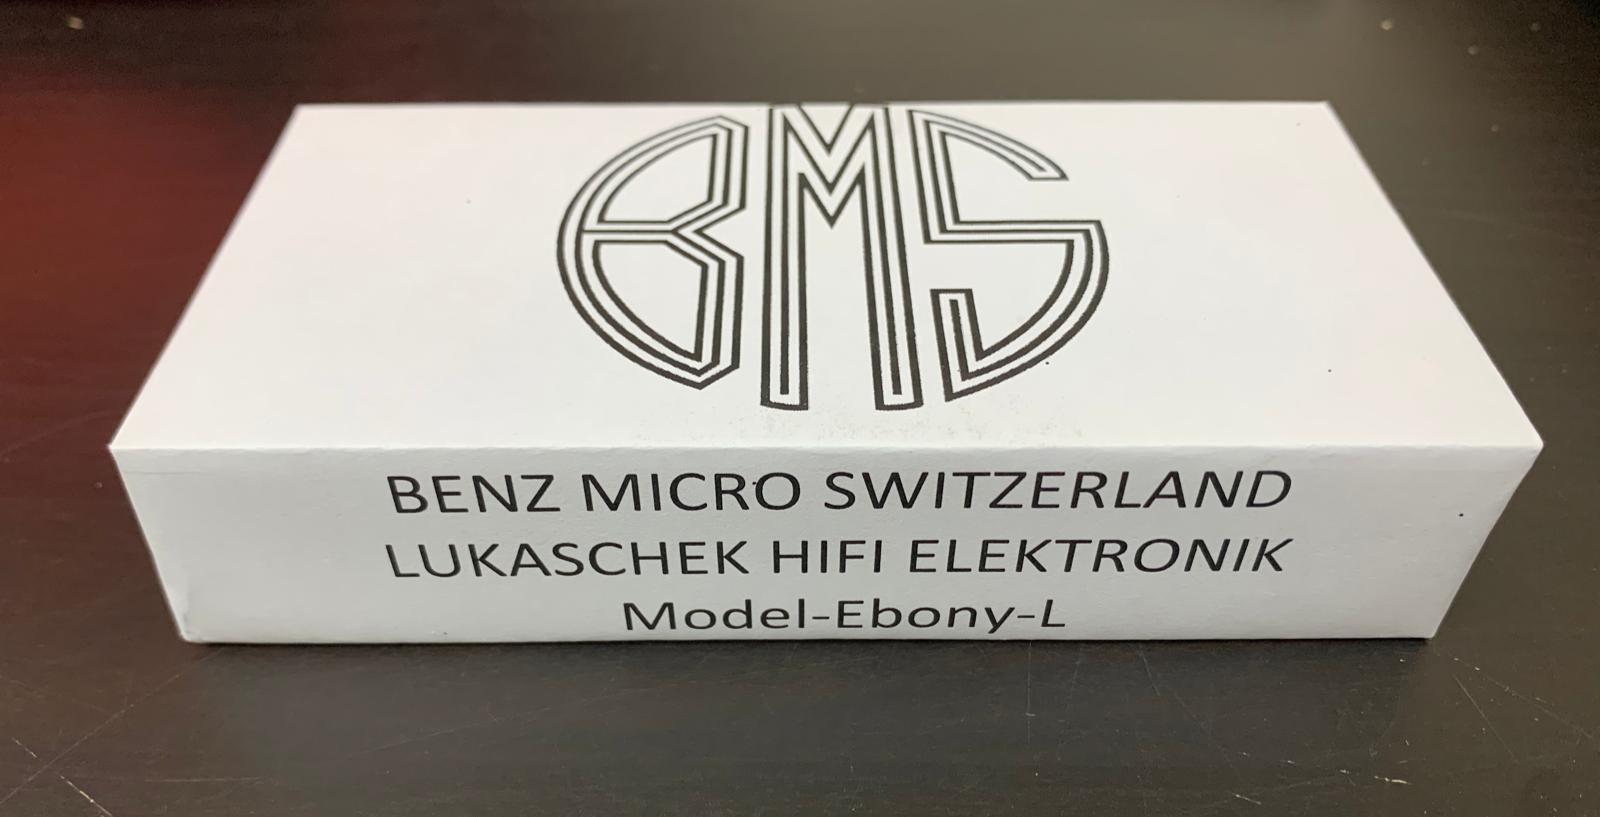 BMS
BENZ MICRO SWITZERLAND
LUKASCHEK HIFI ELEKTRONIK
Model-Ebony-L